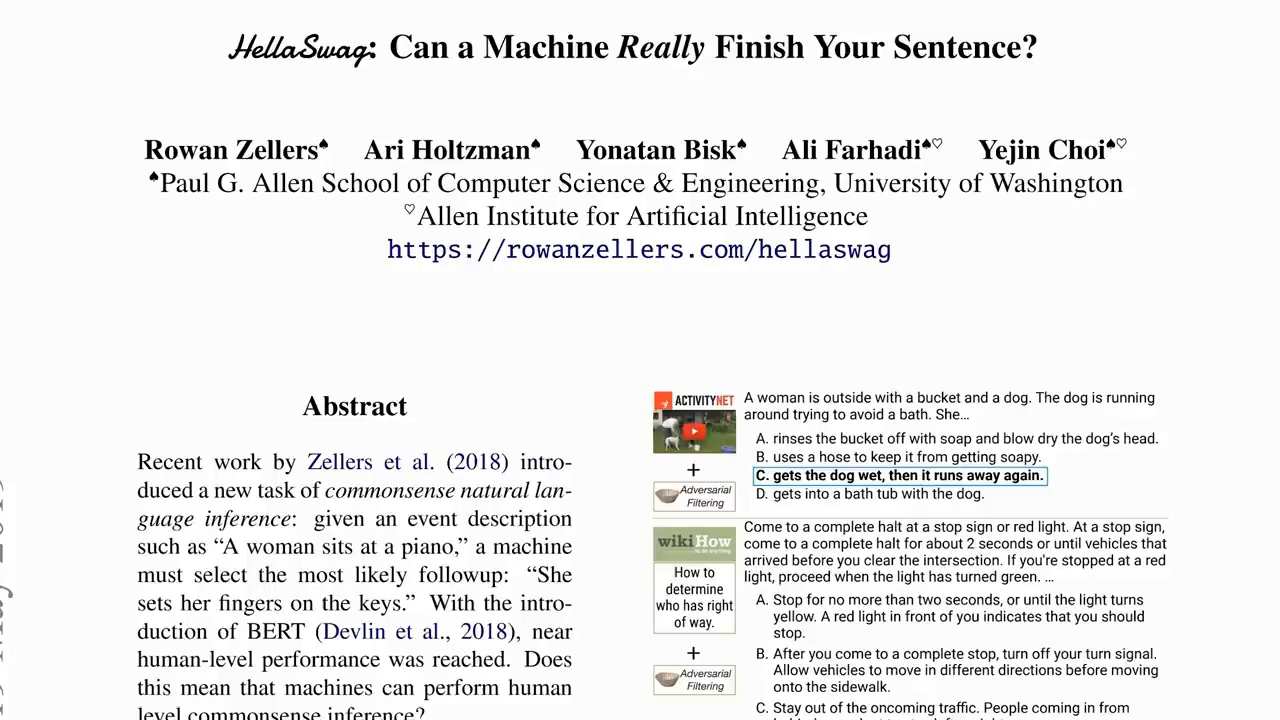 HellaSwag: Can a Machine Really Finish Your Sentence?
Rowan Zellers♠ Ari Holtzman♠ Yonatan Bisk♠ Ali Farhadi♠♡ Yejin Choi♠♡
♠Paul G. Allen School of Computer Science & Engineering, University of Washington
♡Allen Institute for Artificial Intelligence
https://rowanzellers.com/hellaswag
Abstract
Recent work by Zellers et al. (2018) intro-
duced a new task of commonsense natural lan-
guage inference: given an event description
such as “A woman sits at a piano,” a machine
must select the most likely followup: “She
sets her fingers on the keys.” With the intro-
duction of BERT (Devlin et al., 2018), near
human-level performance was reached. Does
this mean that machines can perform human
level commonsense inference?
ACTIVITYNET
+
Adversarial
Filtering
A woman is outside with a bucket and a dog. The dog is running
around trying to avoid a bath. She…
A. rinses the bucket off with soap and blow dry the dog’s head.
B. uses a hose to keep it from getting soapy.
C. gets the dog wet, then it runs away again.
D. gets into a bath tub with the dog.
wikiHow
to do anything
How to
determine
who has right
of way.
+
Adversarial
Filtering
Come to a complete halt at a stop sign or red light. At a stop sign,
come to a complete halt for about 2 seconds or until vehicles that
arrived before you clear the intersection. If you're stopped at a red
light, proceed when the light has turned green. …
A. Stop for no more than two seconds, or until the light turns
yellow. A red light in front of you indicates that you should
stop.
B. After you come to a complete stop, turn off your turn signal.
Allow vehicles to move in different directions before moving
onto the sidewalk.
C. Stay out of the oncoming traffic. People coming in from